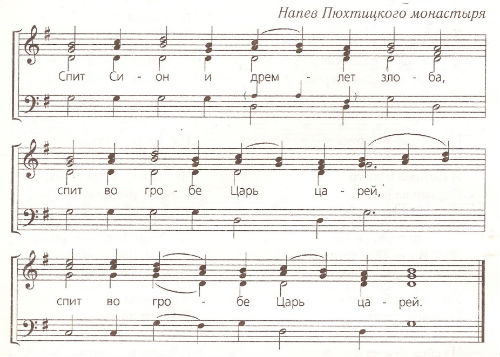 Напев Пюхтицкого монастыря
Спит Си - он и дрем - лет зло - ба,
спит во гро - бе Царь ца - рей,
спит во гро - бе Царь ца - рей.